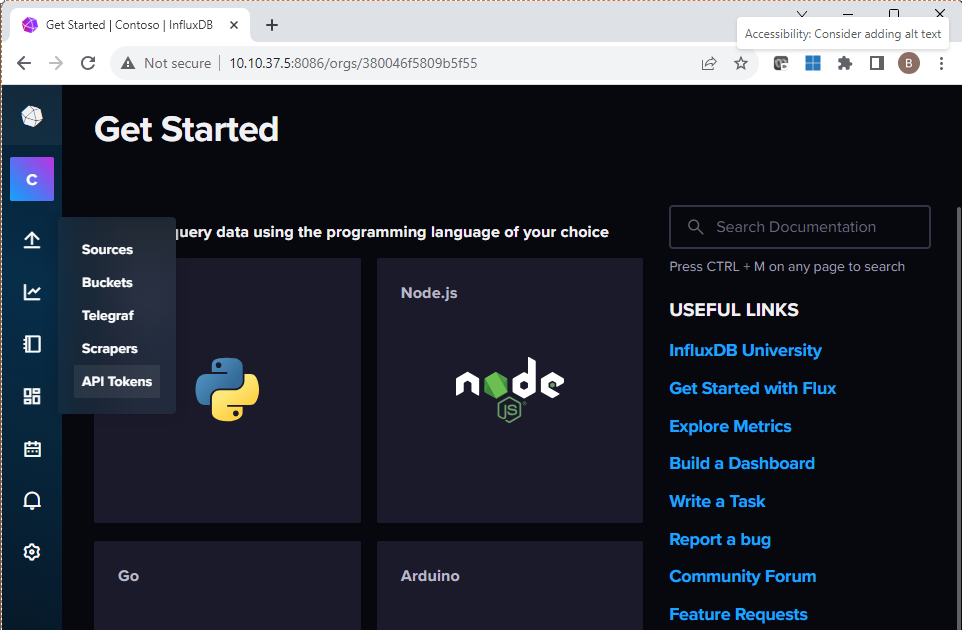 Get Started | Contoso | InfluxDB
Accessibility: Consider adding alt text
Not secure | 10.10.37.5:8086/orgs/380046f5809b5f55
B
Get Started
C
query data using the programming language of your choice
Sources
Buckets
Telegraf
Scrapers
API Tokens
Node.js
node
JS
Go
Arduino
Search Documentation
Press CTRL + M on any page to search
USEFUL LINKS
InfluxDB University
Get Started with Flux
Explore Metrics
Build a Dashboard
Write a Task
Report a bug
Community Forum
Feature Requests